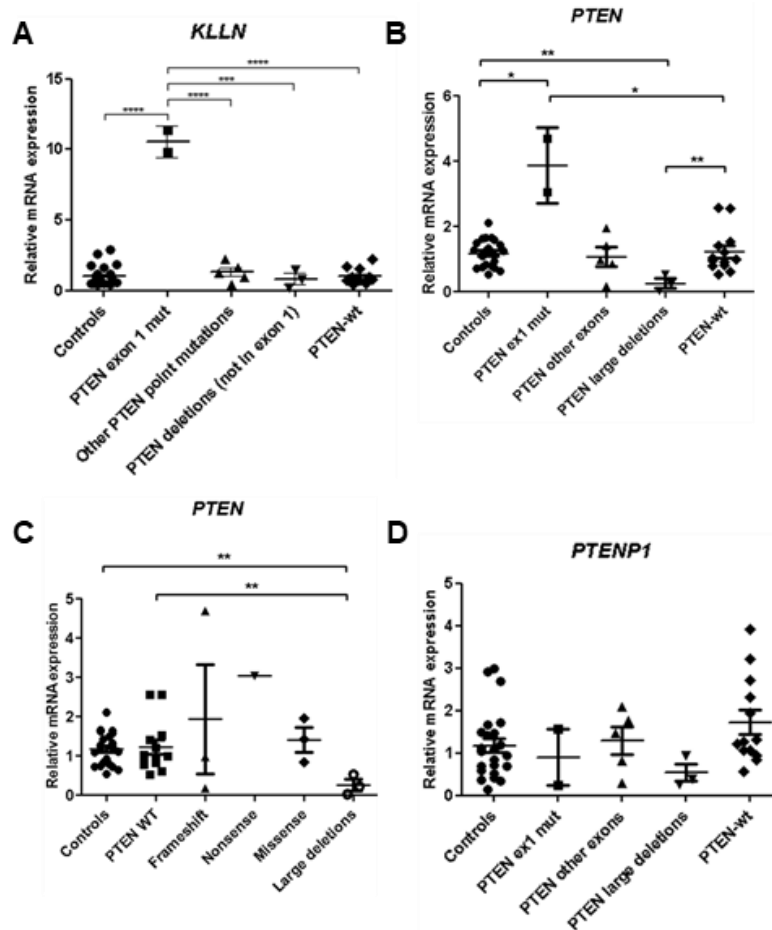 A
KLLN
****
***
****
****
Relative mRNA expression
15
10
5
0
Controls
PTEN exon 1 mut
Other PTEN point mutations
PTEN deletions (not in exon 1)
PTEN-wt
B
PTEN
**
*
*
**
Relative mRNA expression
6
4
2
0
Controls
PTEN ex1 mut
PTEN other exons
PTEN large deletions
PTEN-wt
C
PTEN
**
**
Relative mRNA expression
5
4
3
2
1
0
Controls
PTEN WT
Frameshift
Nonsense
Missense
Large deletions
D
PTENP1
Relative mRNA expression
5
4
3
2
1
0
Controls
PTEN ex1 mut
PTEN other exons
PTEN large deletions
PTEN-wt